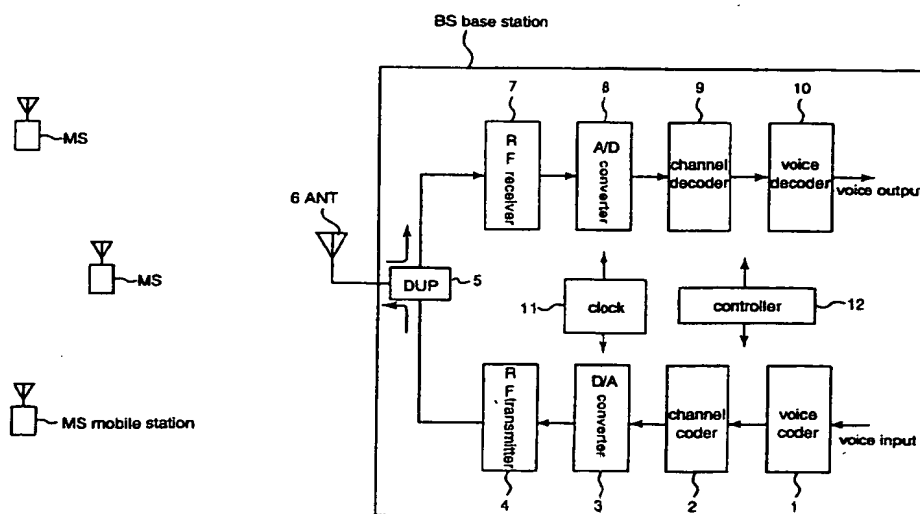 BS base station
7
8
9
10
MS
RF receiver
A/D converter
channel decoder
voice decoder
voice output
6 ANT
MS
DUP
5
11
clock
controller
12
MS mobile station
RF transmitter
D/A converter
channel coder
voice coder
voice input
4
3
2
1